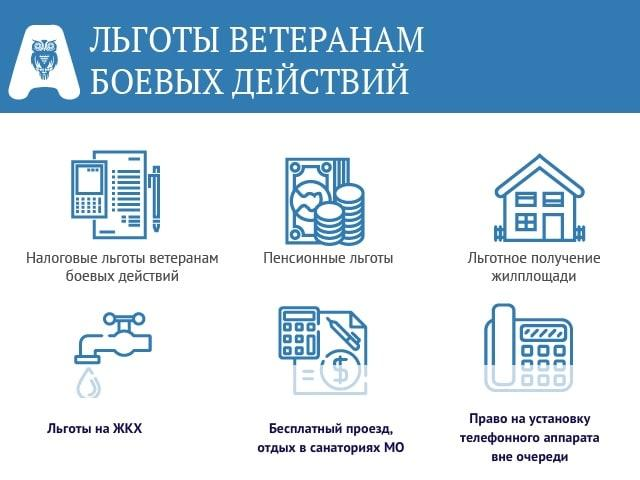 ЛЬГОТЫ ВЕТЕРАНАМ
БОЕВЫХ ДЕЙСТВИЙ
Налоговые льготы ветеранам
боевых действий
Пенсионные льготы
Льготное получение
жилплощади
Льготы на ЖКХ
Бесплатный проезд,
отдых в санаториях МО
Право на установку
телефонного аппарата
вне очереди